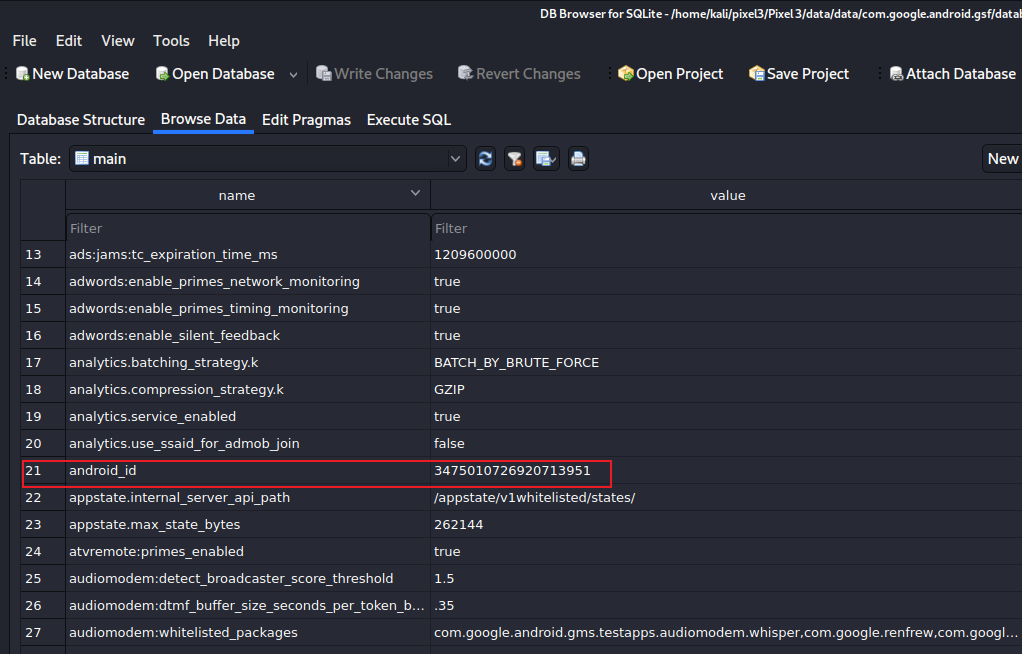 DB Browser for SQLite - /home/kali/pixel3/Pixel 3/data/data/com.google.android.gsf/datab
File Edit View Tools Help
New Database Open Database Write Changes Revert Changes Open Project Save Project Attach Database
Database Structure Browse Data Edit Pragmas Execute SQL
Table: main New
name value
Filter Filter
13 ads:jams:tc_expiration_time_ms 1209600000
14 adwords:enable_primes_network_monitoring true
15 adwords:enable_primes_timing_monitoring true
16 adwords:enable_silent_feedback true
17 analytics.batching_strategy.k BATCH_BY_BRUTE_FORCE
18 analytics.compression_strategy.k GZIP
19 analytics.service_enabled true
20 analytics.use_ssaid_for_admob_join false
21 android_id 3475010726920713951
22 appstate.internal_server_api_path /appstate/v1whitelisted/states/
23 appstate.max_state_bytes 262144
24 atvremote:primes_enabled true
25 audiomodem:detect_broadcaster_score_threshold 1.5
26 audiomodem:dtmf_buffer_size_seconds_per_token_b... .35
27 audiomodem:whitelisted_packages com.google.android.gms.testapps.audiomodem.whisper,com.google.renfrew,com.googl...